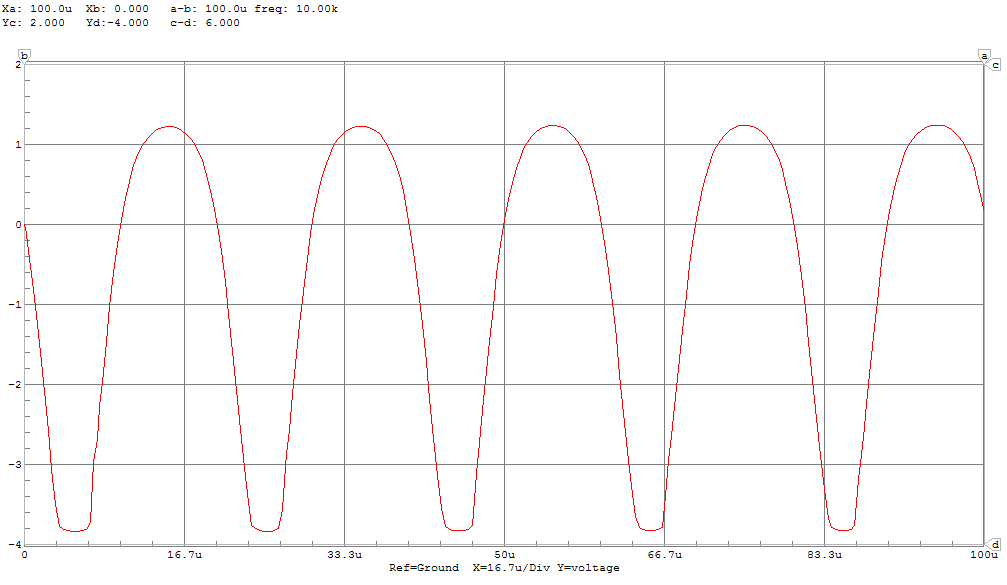 Xa: 100.0u  Xb: 0.000   a-b: 100.0u freq: 10.00k
Yc: 2.000   Yd:-4.000   c-d: 6.000
b a
2 c
1
0
-1
-2
-3
-4 d
0 16.7u 33.3u 50u 66.7u 83.3u 100u
Ref=Ground  X=16.7u/Div Y=voltage